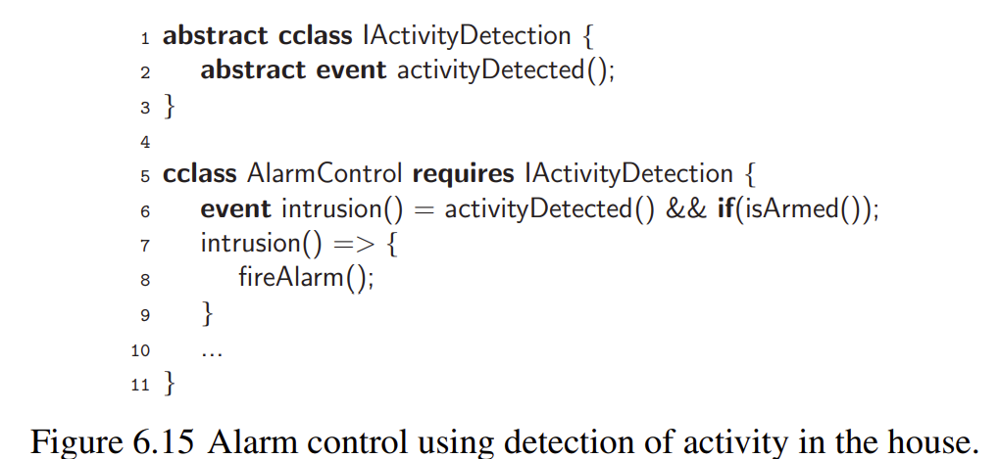 1 abstract cclass IActivityDetection {
2 abstract event activityDetected();
3 }
4
5 cclass AlarmControl requires IActivityDetection {
6 event intrusion() = activityDetected() && if(isArmed());
7 intrusion() => {
8 fireAlarm();
9 }
10 ...
11 }
Figure 6.15 Alarm control using detection of activity in the house.